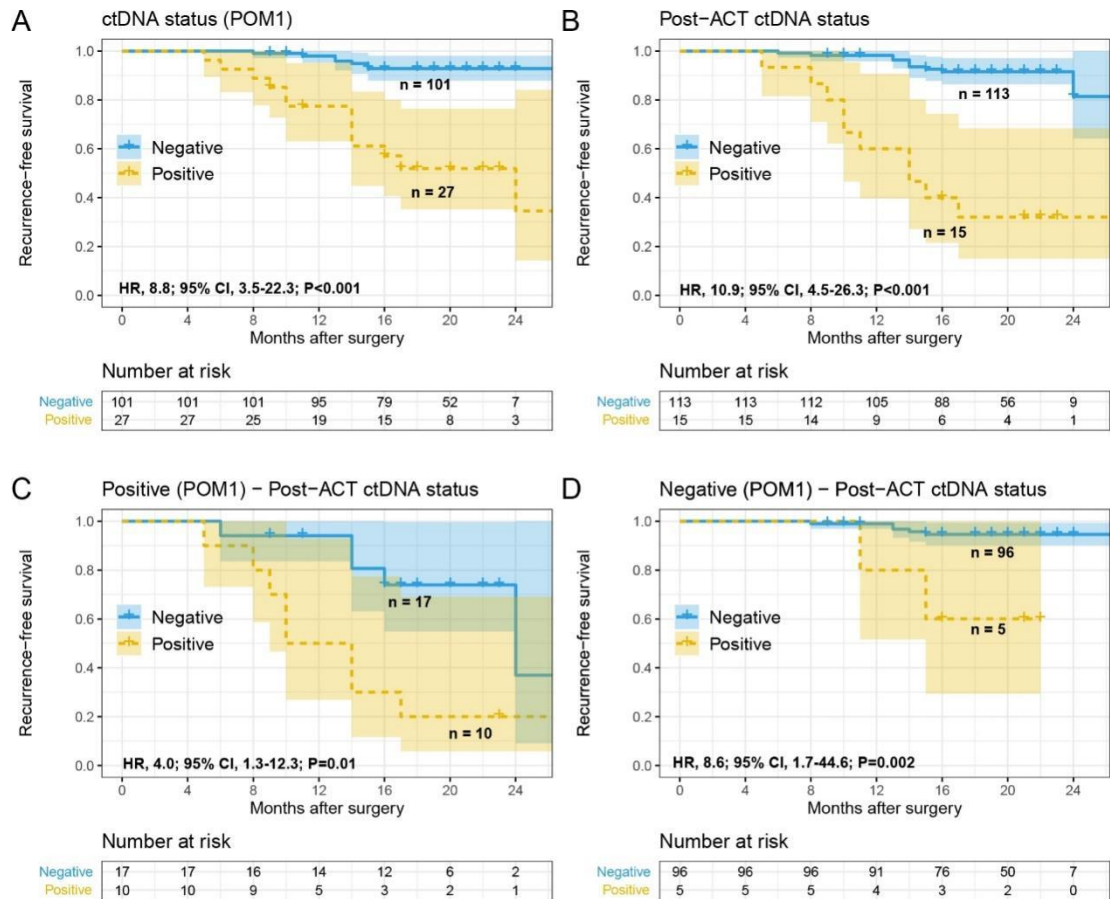 A
ctDNA status (POM1)
Recurrence−free survival
1.0
0.8
0.6
0.4
0.2
0.0
Negative
Positive
n = 101
n = 27
HR, 8.8; 95% CI, 3.5-22.3; P<0.001
0 4 8 12 16 20 24
Months after surgery
Number at risk
Negative 101 101 101 95 79 52 7
Positive 27 27 25 19 15 8 3
B
Post−ACT ctDNA status
Recurrence−free survival
1.0
0.8
0.6
0.4
0.2
0.0
Negative
Positive
n = 113
n = 15
HR, 10.9; 95% CI, 4.5-26.3; P<0.001
0 4 8 12 16 20 24
Months after surgery
Number at risk
Negative 113 113 112 105 88 56 9
Positive 15 15 14 9 6 4 1
C
Positive (POM1) − Post−ACT ctDNA status
Recurrence−free survival
1.0
0.8
0.6
0.4
0.2
0.0
Negative
Positive
n = 17
n = 10
HR, 4.0; 95% CI, 1.3-12.3; P=0.01
0 4 8 12 16 20 24
Months after surgery
Number at risk
Negative 17 17 16 14 12 6 2
Positive 10 10 9 5 3 2 1
D
Negative (POM1) − Post−ACT ctDNA status
Recurrence−free survival
1.0
0.8
0.6
0.4
0.2
0.0
Negative
Positive
n = 96
n = 5
HR, 8.6; 95% CI, 1.7-44.6; P=0.002
0 4 8 12 16 20 24
Months after surgery
Number at risk
Negative 96 96 96 91 76 50 7
Positive 5 5 5 4 3 2 0